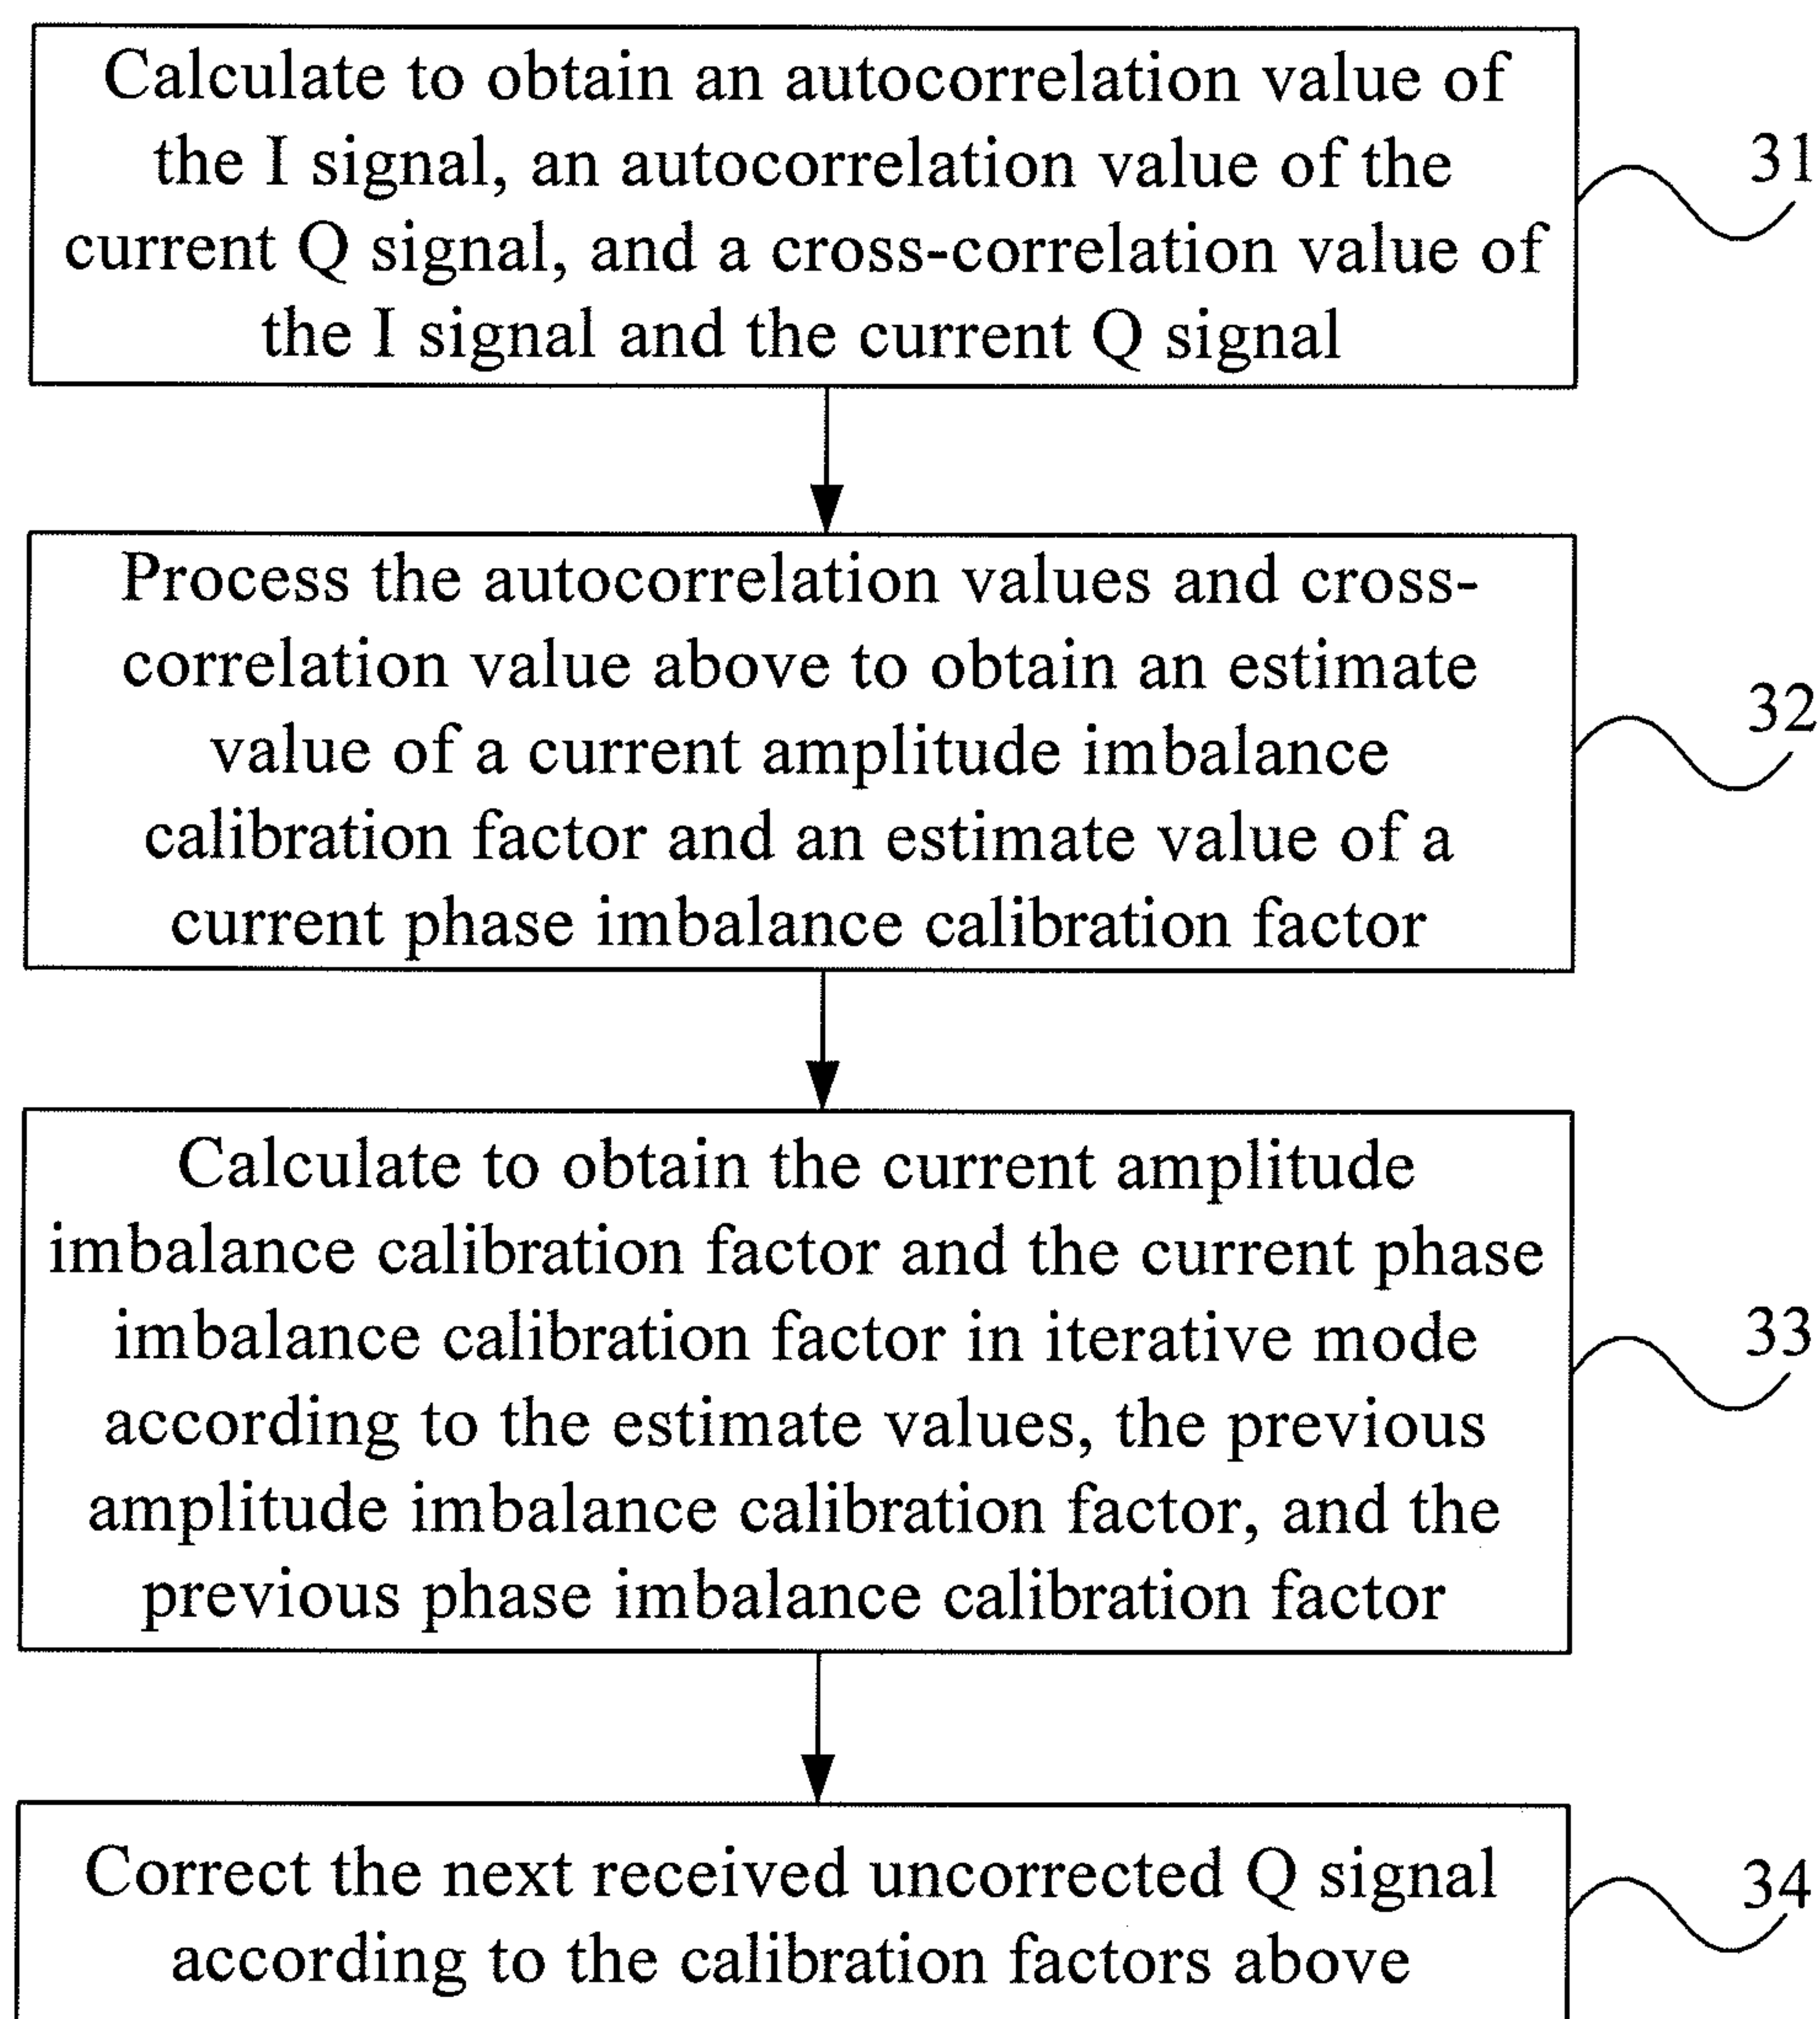 Calculate to obtain an autocorrelation value of
the I signal, an autocorrelation value of the
current Q signal, and a cross-correlation value of
the I signal and the current Q signal
31
Process the autocorrelation values and cross-
correlation value above to obtain an estimate
value of a current amplitude imbalance
calibration factor and an estimate value of a
current phase imbalance calibration factor
32
Calculate to obtain the current amplitude
imbalance calibration factor and the current phase
imbalance calibration factor in iterative mode
according to the estimate values, the previous
amplitude imbalance calibration factor, and the
previous phase imbalance calibration factor
33
Correct the next received uncorrected Q signal
according to the calibration factors above
34